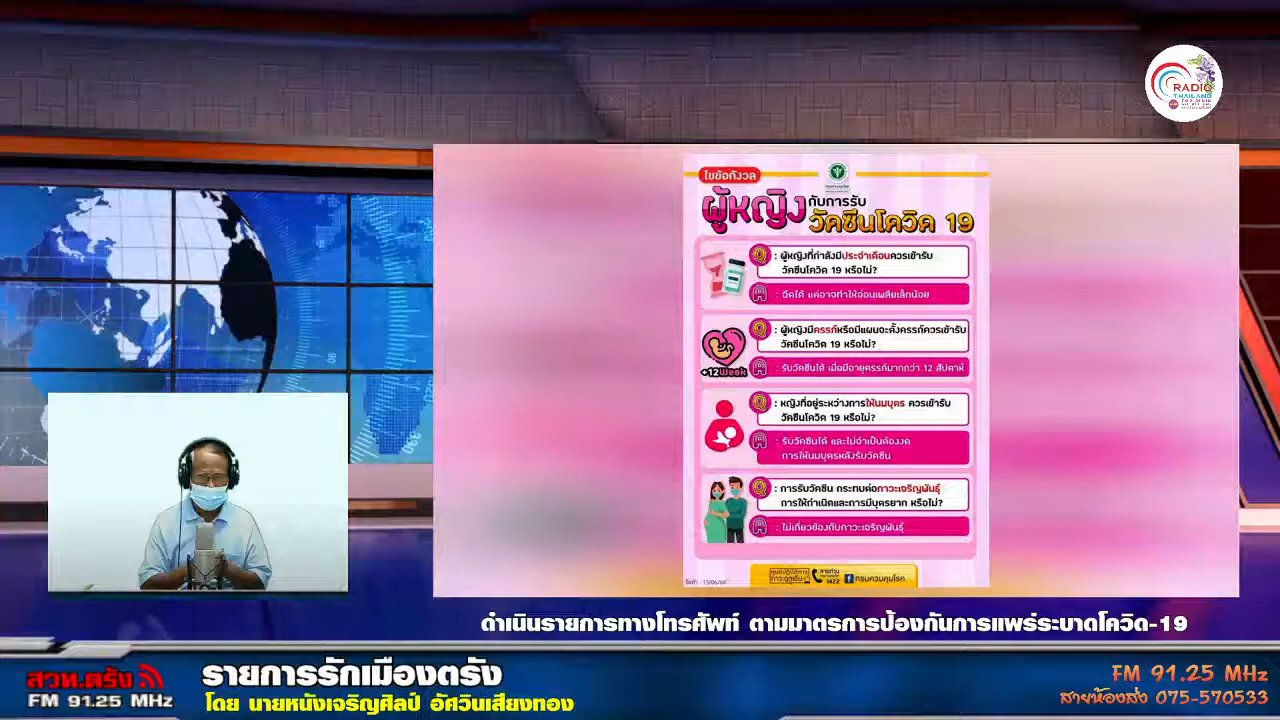 RADIO
THAILAND
ไขข้อกังวล
ผู้หญิง กับการรับ
วัคซีนโควิด 19
Q : ผู้หญิงที่กำลังมีประจำเดือนควรเข้ารับ
วัคซีนโควิด 19 หรือไม่?
A : ฉีดได้ แต่อาจทำให้อ่อนเพลียเล็กน้อย
Q : ผู้หญิงมีครรภ์หรือมีแผนจะตั้งครรภ์ควรเข้ารับ
วัคซีนโควิด 19 หรือไม่?
+12Week
A : รับวัคซีนได้ เมื่อมีอายุครรภ์มากกว่า 12 สัปดาห์
Q : หญิงที่อยู่ระหว่างการให้นมบุตร ควรเข้ารับ
วัคซีนโควิด 19 หรือไม่?
A : รับวัคซีนได้ และไม่จำเป็นต้องงด
การให้นมบุตรหลังรับวัคซีน
Q : การรับวัคซีน กระทบต่อภาวะเจริญพันธุ์
การให้กำเนิดและการมีบุตรยาก หรือไม่?
A : ไม่เกี่ยวข้องกับภาวะเจริญพันธุ์
1422
กรมควบคุมโรค
ดำเนินรายการทางโทรศัพท์ ตามมาตรการป้องกันการแพร่ระบาดโควิด-19
สวท.ตรัง
FM 91.25 MHz
รายการรักเมืองตรัง
โดย นายหนังเจริญศิลป์ อัศวินเสียงทอง
FM 91.25 MHz
สายห้องส่ง 075-570533